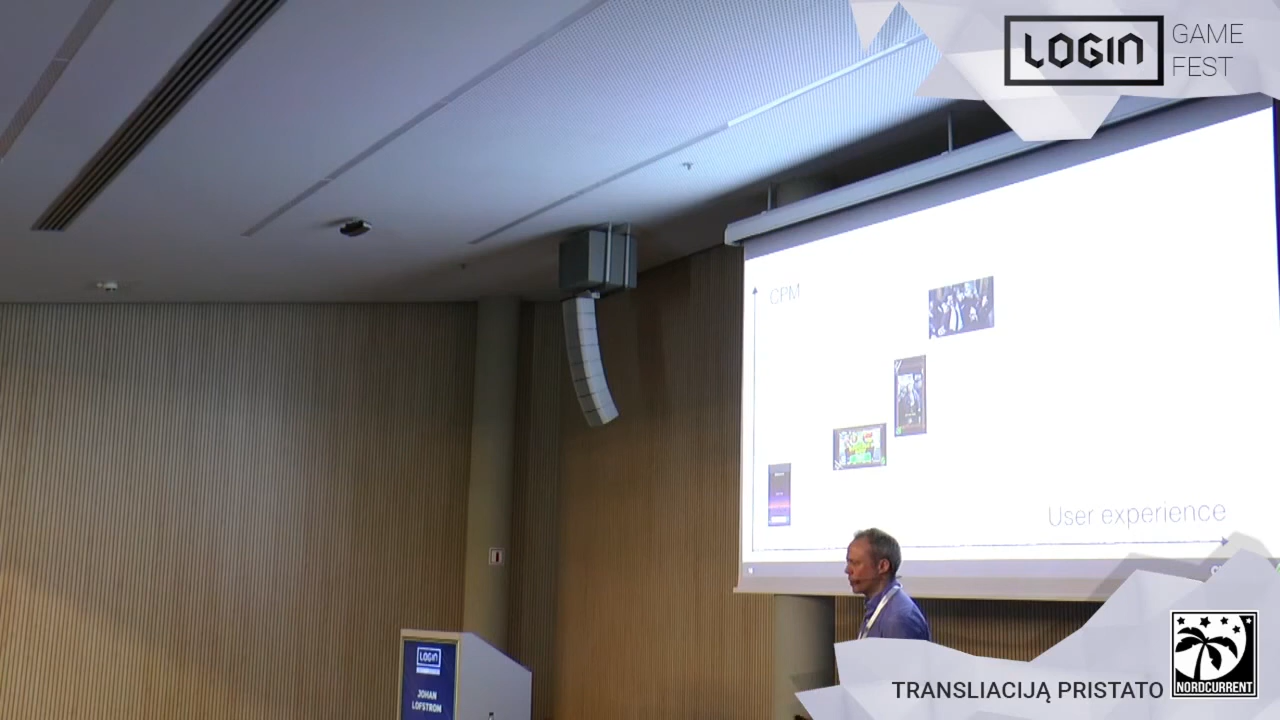 LOGIN
GAME
FEST
CPM
User experience
LOGIN
JOHAN
LOFSTROM
TRANSLIACIJĄ PRISTATO
NORDCURRENT